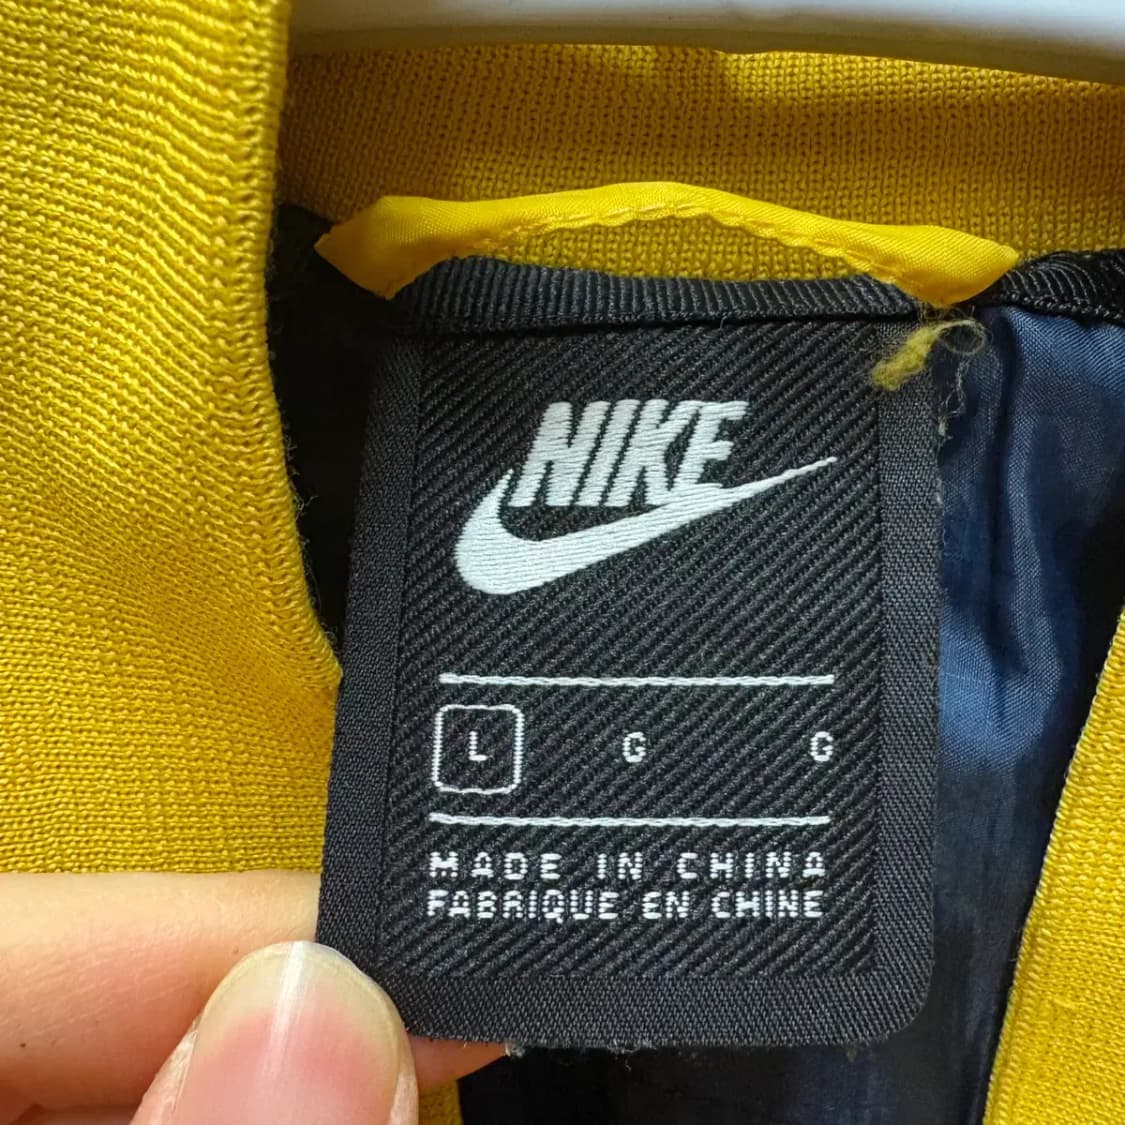 NIKE
L G G
MADE IN CHINA
FABRIQUE EN CHINE